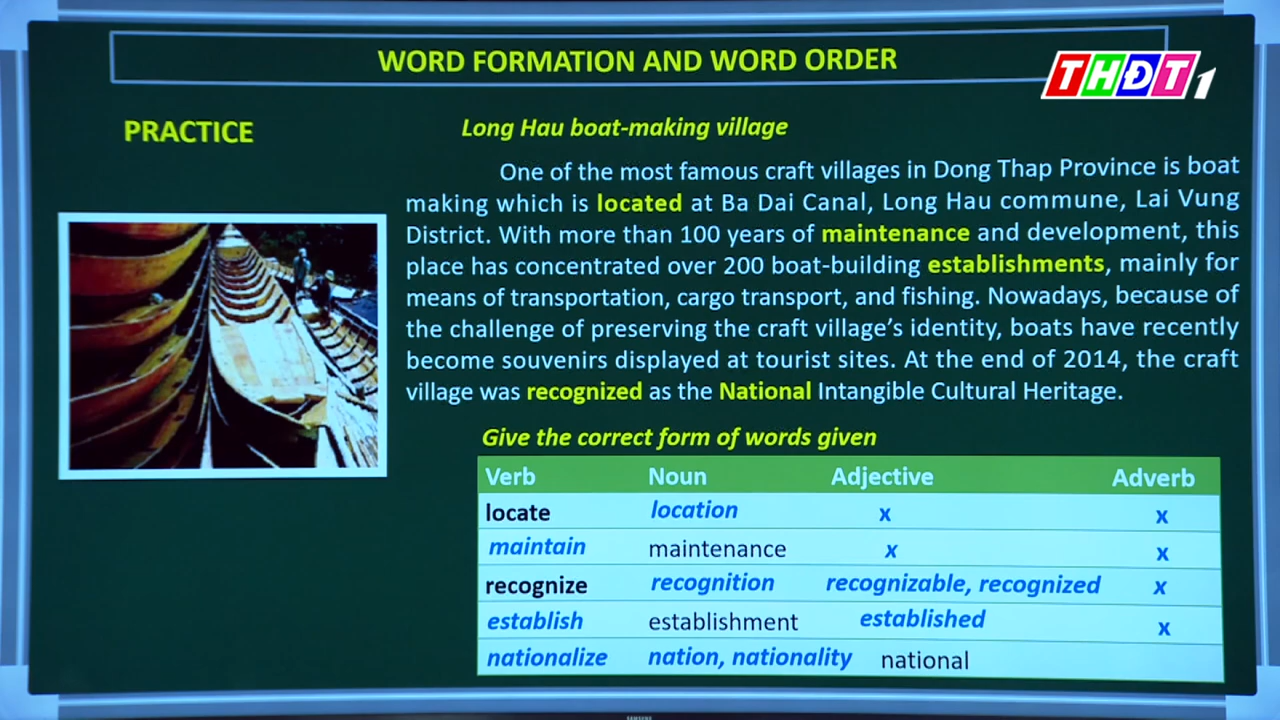 WORD FORMATION AND WORD ORDER
THĐT1
PRACTICE
Long Hau boat-making village
One of the most famous craft villages in Dong Thap Province is boat
making which is located at Ba Dai Canal, Long Hau commune, Lai Vung
District. With more than 100 years of maintenance and development, this
place has concentrated over 200 boat-building establishments, mainly for
means of transportation, cargo transport, and fishing. Nowadays, because of
the challenge of preserving the craft village's identity, boats have recently
become souvenirs displayed at tourist sites. At the end of 2014, the craft
village was recognized as the National Intangible Cultural Heritage.
Give the correct form of words given
Verb Noun Adjective Adverb
locate location x x
maintain maintenance x x
recognize recognition recognizable, recognized x
establish establishment established x
nationalize nation, nationality national
SAMSUNG